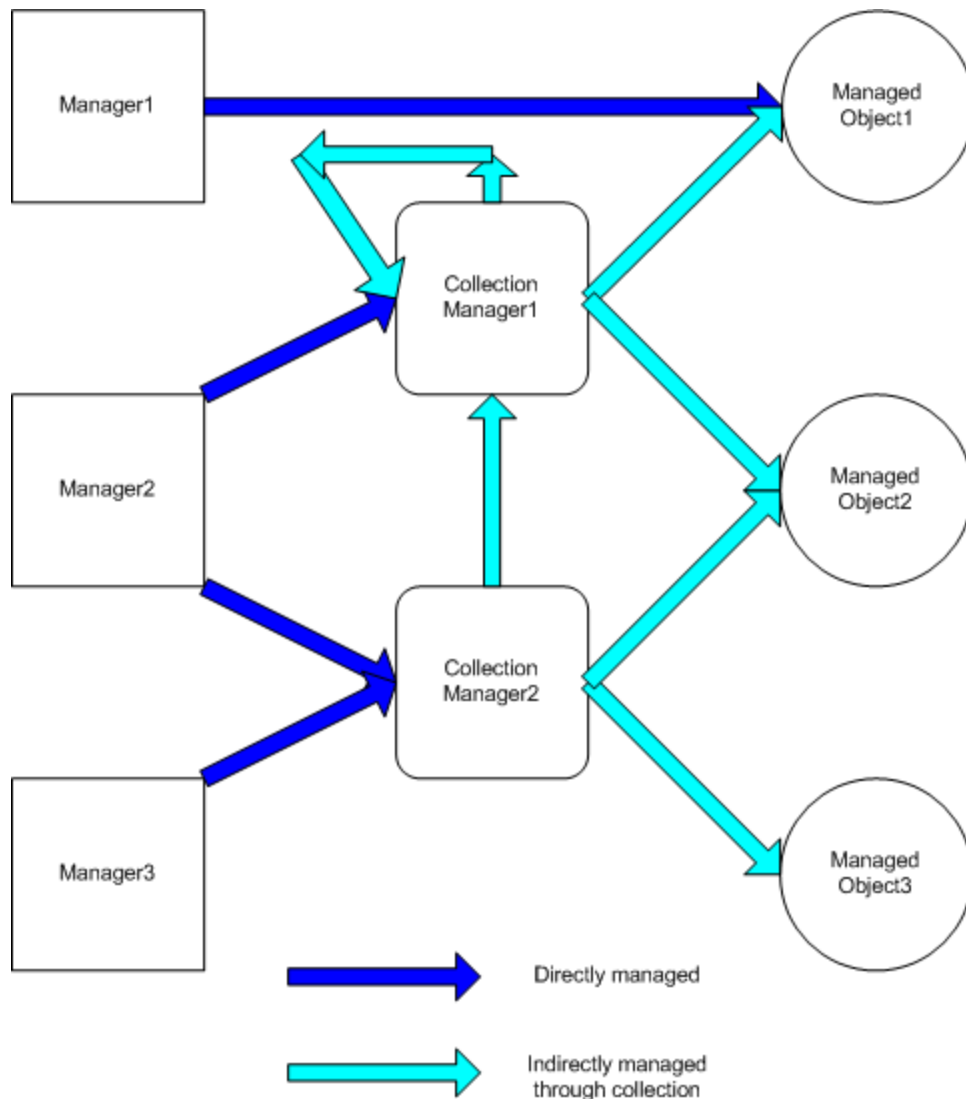 Manager1
Managed
Object1
Collection
Manager1
Manager2
Managed
Object2
Collection
Manager2
Manager3
Managed
Object3
Directly managed
Indirectly managed
through collection